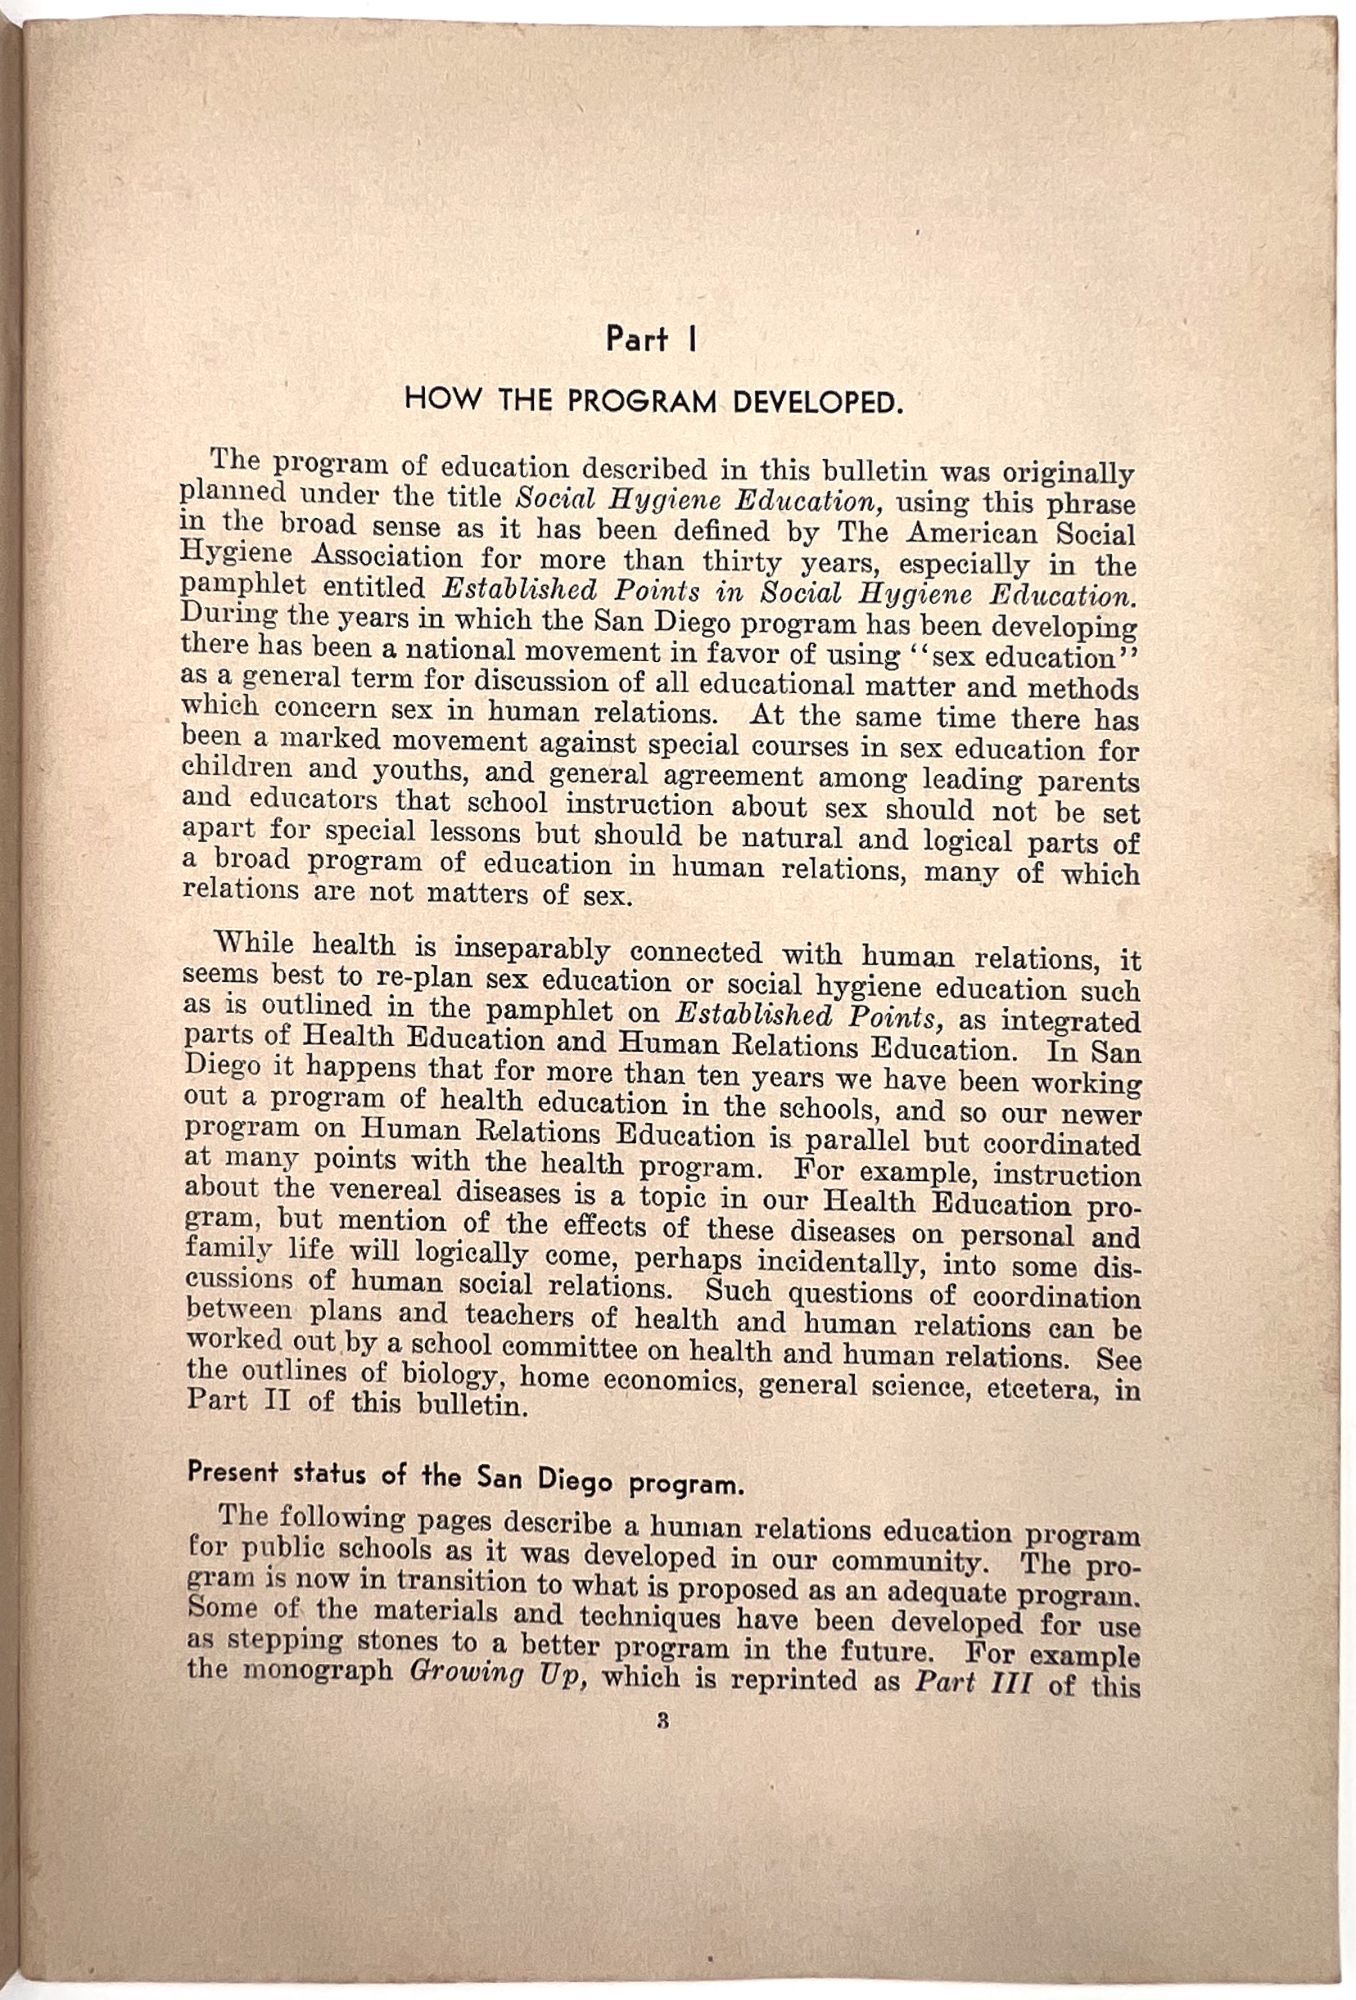 Part I
HOW THE PROGRAM DEVELOPED.
The program of education described in this bulletin was originally
planned under the title Social Hygiene Education, using this phrase
in the broad sense as it has been defined by The American Social
Hygiene Association for more than thirty years, especially in the
pamphlet entitled Established Points in Social Hygiene Education.
During the years in which the San Diego program has been developing
there has been a national movement in favor of using “sex education”
as a general term for discussion of all educational matter and methods
which concern sex in human relations. At the same time there has
been a marked movement against special courses in sex education for
children and youths, and general agreement among leading parents
and educators that school instruction about sex should not be set
apart for special lessons but should be natural and logical parts of
a broad program of education in human relations, many of which
relations are not matters of sex.
While health is inseparably connected with human relations, it
seems best to re-plan sex education or social hygiene education such
as is outlined in the pamphlet on Established Points, as integrated
parts of Health Education and Human Relations Education. In San
Diego it happens that for more than ten years we have been working
out a program of health education in the schools, and so our newer
program on Human Relations Education is parallel but coordinated
at many points with the health program. For example, instruction
about the venereal diseases is a topic in our Health Education pro-
gram, but mention of the effects of these diseases on personal and
family life will logically come, perhaps incidentally, into some dis-
cussions of human social relations. Such questions of coordination
between plans and teachers of health and human relations can be
worked out by a school committee on health and human relations. See
the outlines of biology, home economics, general science, etcetera, in
Part II of this bulletin.
Present status of the San Diego program.
The following pages describe a human relations education program
for public schools as it was developed in our community. The pro-
gram is now in transition to what is proposed as an adequate program.
Some of the materials and techniques have been developed for use
as stepping stones to a better program in the future. For example
the monograph Growing Up, which is reprinted as Part III of this
3